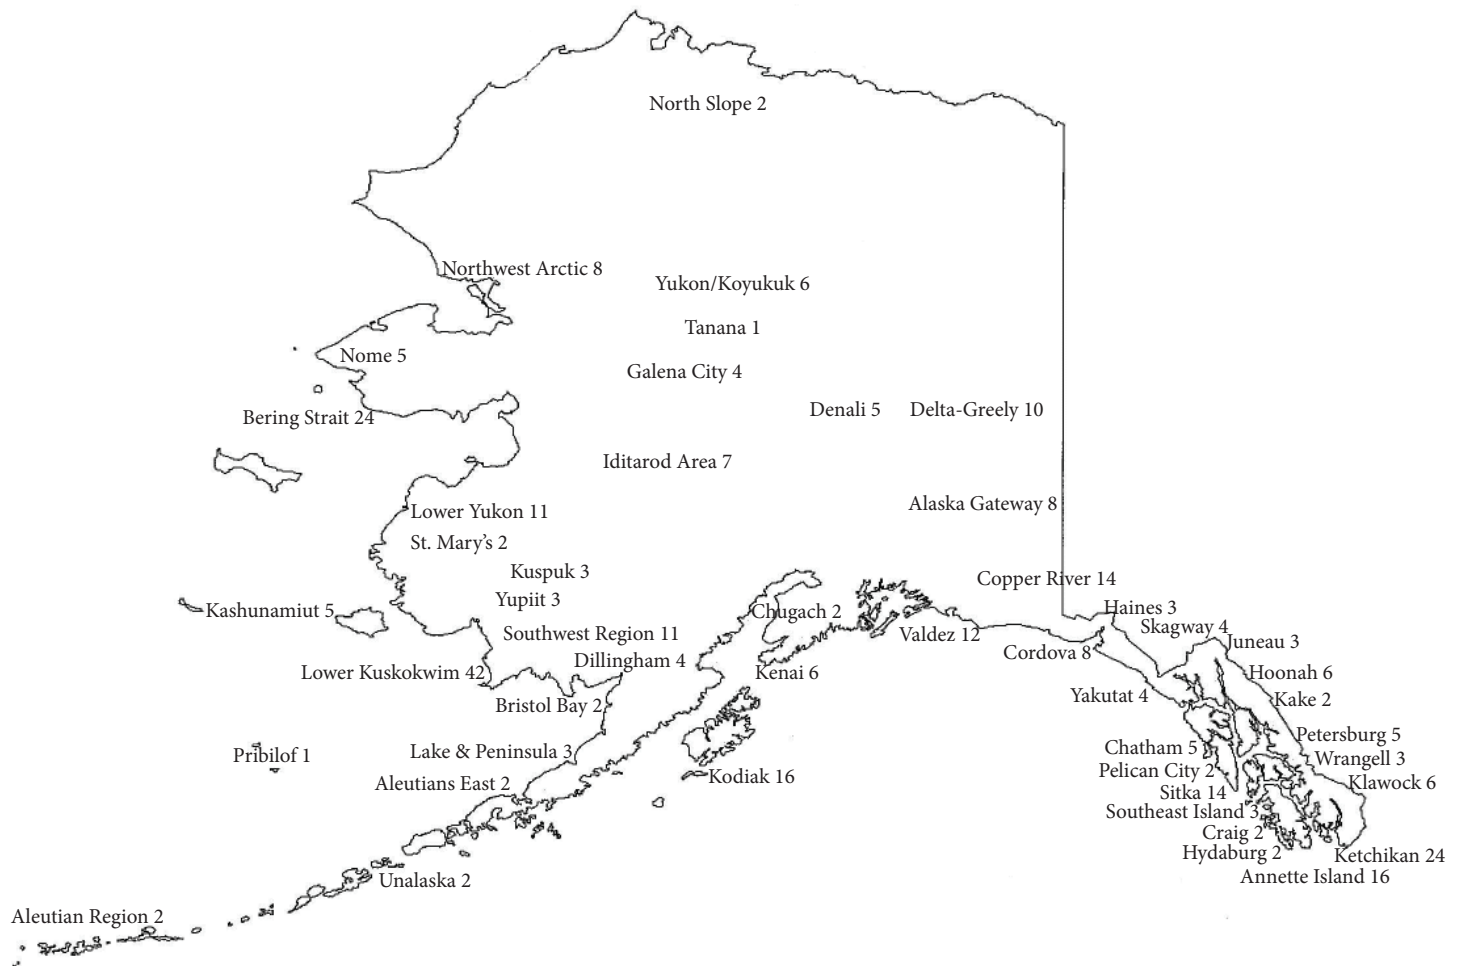 North Slope 2
Northwest Arctic 8
Yukon/Koyukuk 6
Tanana 1
Nome 5
Galena City 4
Denali 5
Delta-Greely 10
Bering Strait 24
Iditarod Area 7
Alaska Gateway 8
Lower Yukon 11
St. Mary’s 2
Kuspuk 3
Copper River 14
Yupiit 3
Kashunamiut 5
Chugach 2
Haines 3
Skagway 4
Southwest Region 11
Valdez 12
Juneau 3
Cordova 8
Dillingham 4
Lower Kuskokwim 42
Kenai 6
Hoonah 6
Yakutat 4
Kake 2
Bristol Bay 2
Petersburg 5
Chatham 5
Lake & Peninsula 3
Pribilof 1
Wrangell 3
Pelican City 2
Kodiak 16
Aleutians East 2
Klawock 6
Sitka 14
Southeast Island 3
Craig 2
Hydaburg 2
Ketchikan 24
Annette Island 16
Unalaska 2
Aleutian Region 2